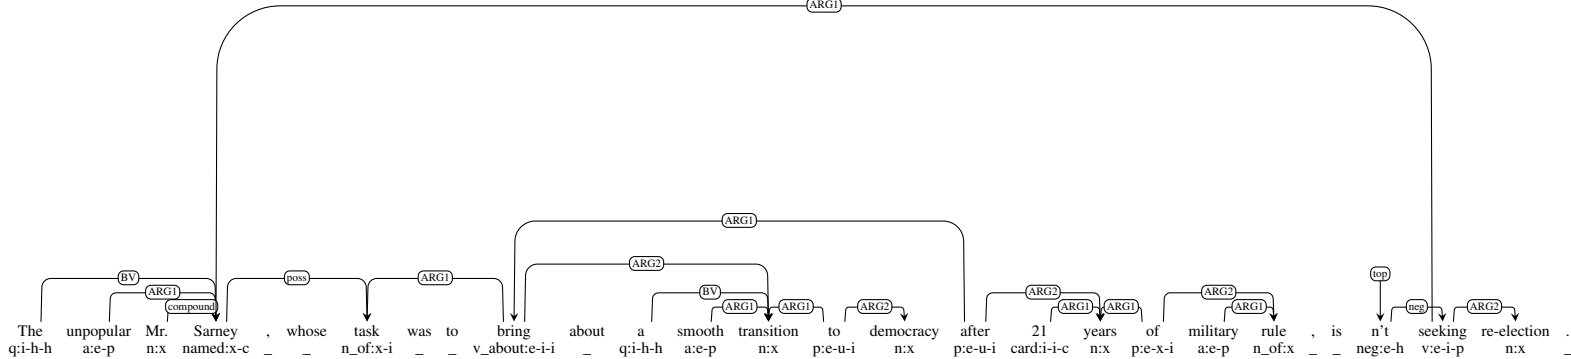 ARG1
ARG1
ARG2
top
BV poss ARG1
ARG1 BV ARG2 ARG2
compound ARG1 ARG1 ARG2 ARG1 ARG1 ARG1 neg ARG2
The unpopular Mr. Sarney , whose task was to bring about a smooth transition to democracy after 21 years of military rule , is n't seeking re-election .
q:i-h-h a:e-p n:x named:x-c _ _ n_of:x-i _ _ v_about:e-i-i _ q:i-h-h a:e-p n:x p:e-u-i n:x p:e-u-i card:i-i-c n:x p:e-x-i a:e-p n_of:x _ _ neg:e-h v:e-i-p n:x _